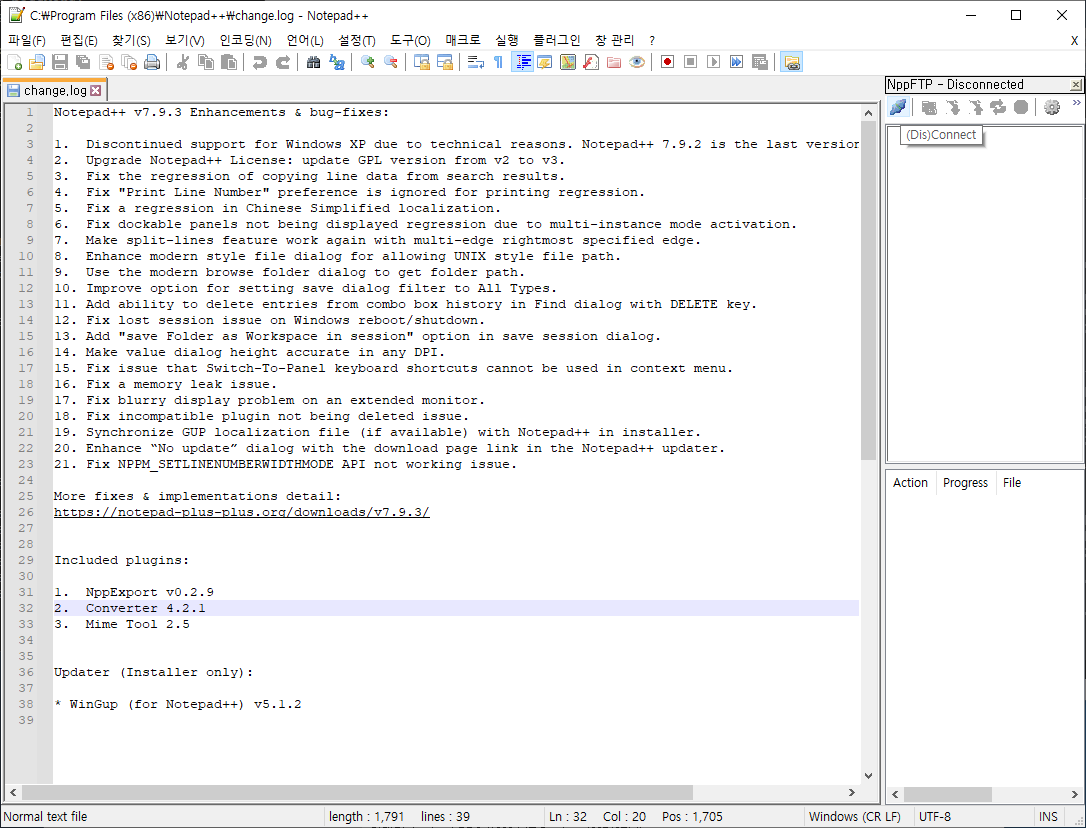 C:₩Program Files (x86)₩Notepad++₩change.log - Notepad++
파일(F) 편집(E) 찾기(S) 보기(V) 인코딩(N) 언어(L) 설정(T) 도구(O) 매크로 실행 플러그인 창 관리 ? X
change.log
1 Notepad++ v7.9.3 Enhancements & bug-fixes:
2
3 1. Discontinued support for Windows XP due to technical reasons. Notepad++ 7.9.2 is the last version
4 2. Upgrade Notepad++ License: update GPL version from v2 to v3.
5 3. Fix the regression of copying line data from search results.
6 4. Fix "Print Line Number" preference is ignored for printing regression.
7 5. Fix a regression in Chinese Simplified localization.
8 6. Fix dockable panels not being displayed regression due to multi-instance mode activation.
9 7. Make split-lines feature work again with multi-edge rightmost specified edge.
10 8. Enhance modern style file dialog for allowing UNIX style file path.
11 9. Use the modern browse folder dialog to get folder path.
12 10. Improve option for setting save dialog filter to All Types.
13 11. Add ability to delete entries from combo box history in Find dialog with DELETE key.
14 12. Fix lost session issue on Windows reboot/shutdown.
15 13. Add "save Folder as Workspace in session" option in save session dialog.
16 14. Make value dialog height accurate in any DPI.
17 15. Fix issue that Switch-To-Panel keyboard shortcuts cannot be used in context menu.
18 16. Fix a memory leak issue.
19 17. Fix blurry display problem on an extended monitor.
20 18. Fix incompatible plugin not being deleted issue.
21 19. Synchronize GUP localization file (if available) with Notepad++ in installer.
22 20. Enhance “No update” dialog with the download page link in the Notepad++ updater.
23 21. Fix NPPM_SETLINENUMBERWIDTHMODE API not working issue.
24
25 More fixes & implementations detail:
26 https://notepad-plus-plus.org/downloads/v7.9.3/
27
28
29 Included plugins:
30
31 1. NppExport v0.2.9
32 2. Converter 4.2.1
33 3. Mime Tool 2.5
34
35
36 Updater (Installer only):
37
38 * WinGup (for Notepad++) v5.1.2
39
NppFTP - Disconnected
(Dis)Connect
Action Progress File
Normal text file length : 1,791 lines : 39 Ln : 32 Col : 20 Pos : 1,705 Windows (CR LF) UTF-8 INS